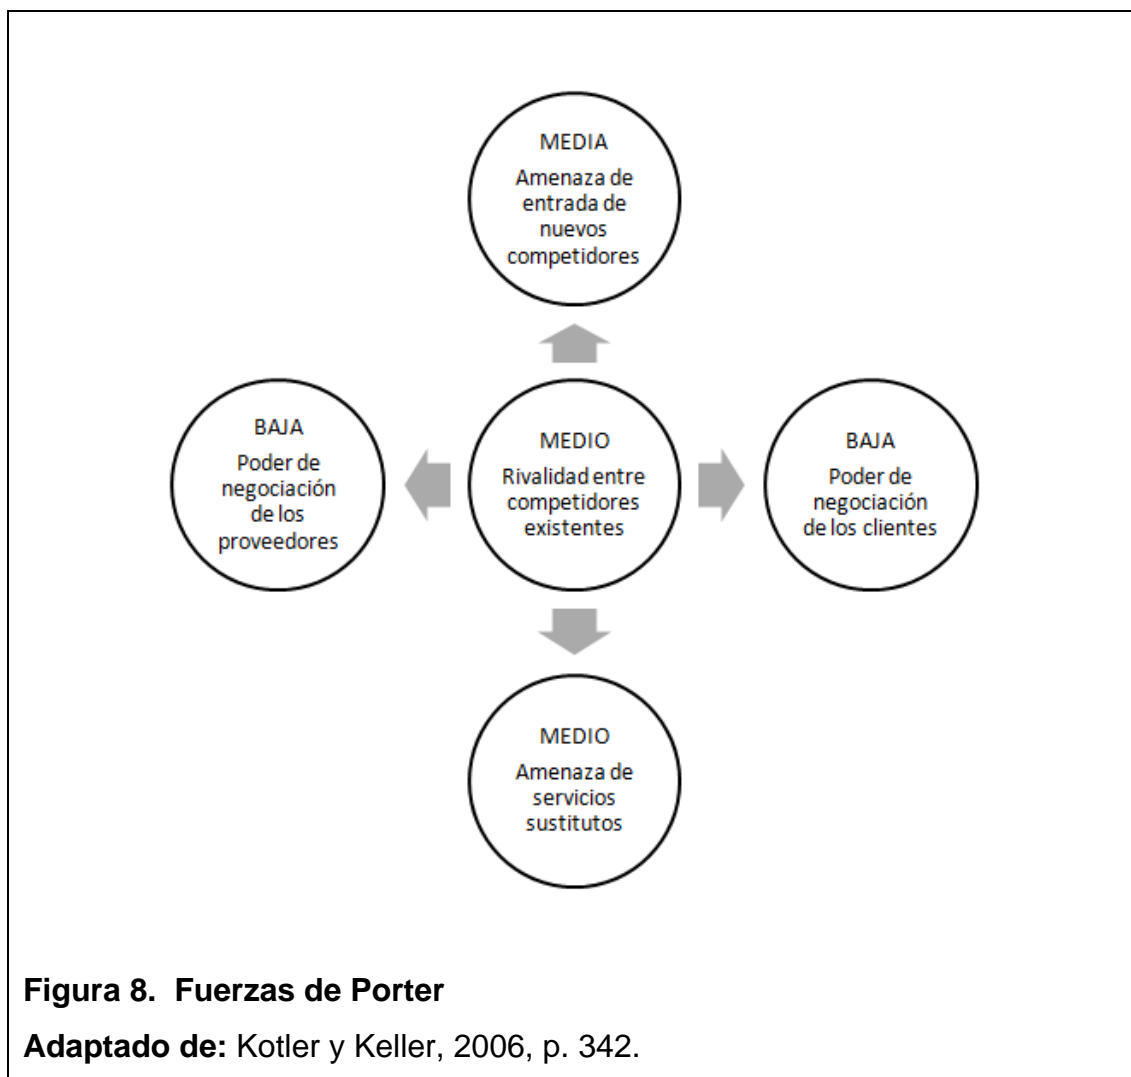 MEDIA
Amenaza de
entrada de
nuevos
competidores
BAJA
Poder de
negociación
de los
proveedores
MEDIO
Rivalidad entre
competidores
existentes
BAJA
Poder de
negociación
de los clientes
MEDIO
Amenaza de
servicios
sustitutos
Figura 8. Fuerzas de Porter
Adaptado de: Kotler y Keller, 2006, p. 342.